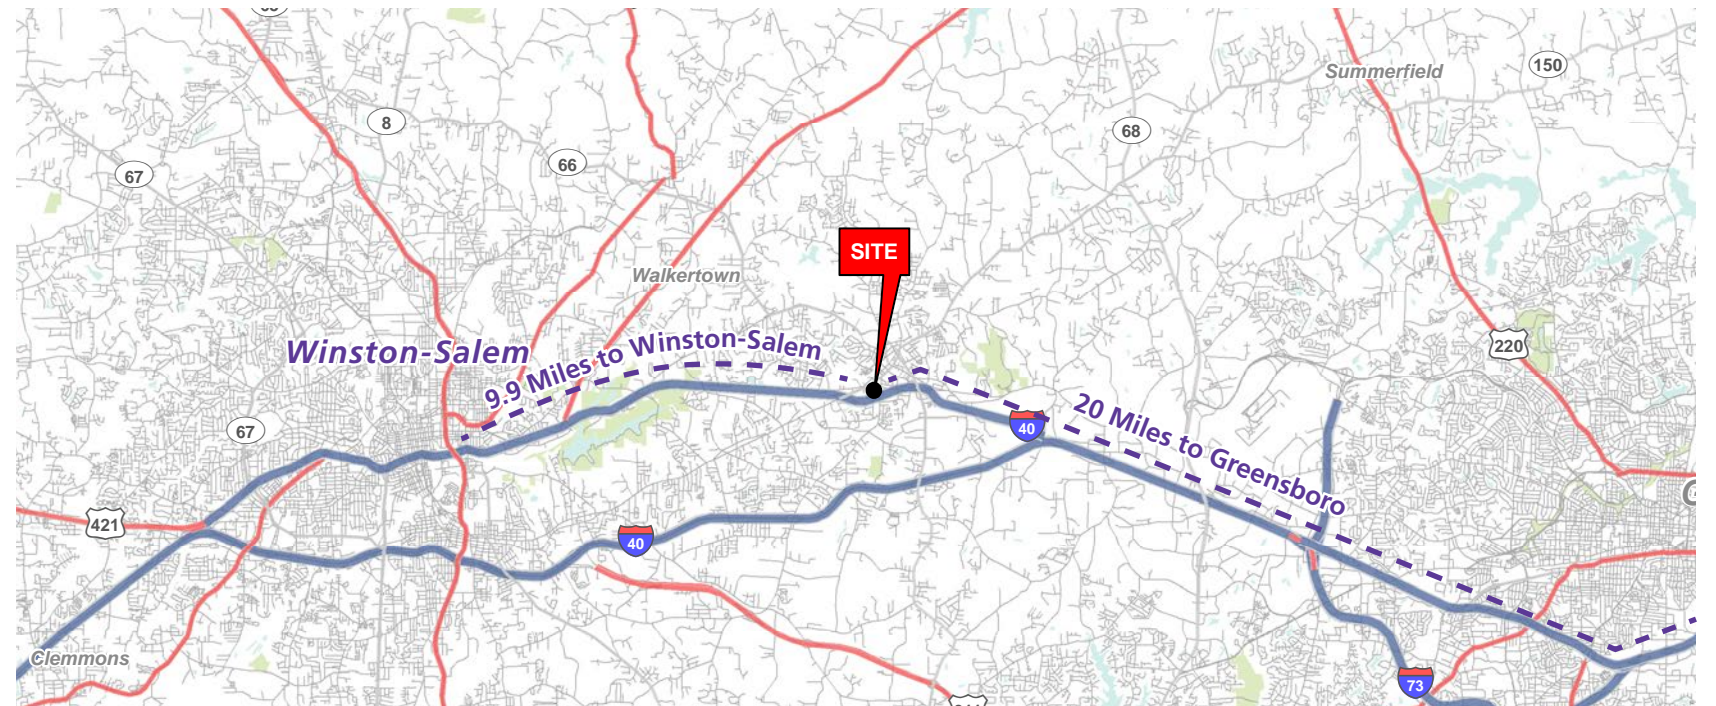 150
Summerfield
8
68
66
67
SITE
Walkertown
220
Winston-Salem
9.9 Miles to Winston-Salem
20 Miles to Greensboro
40
67
421
40
Clemmons
73